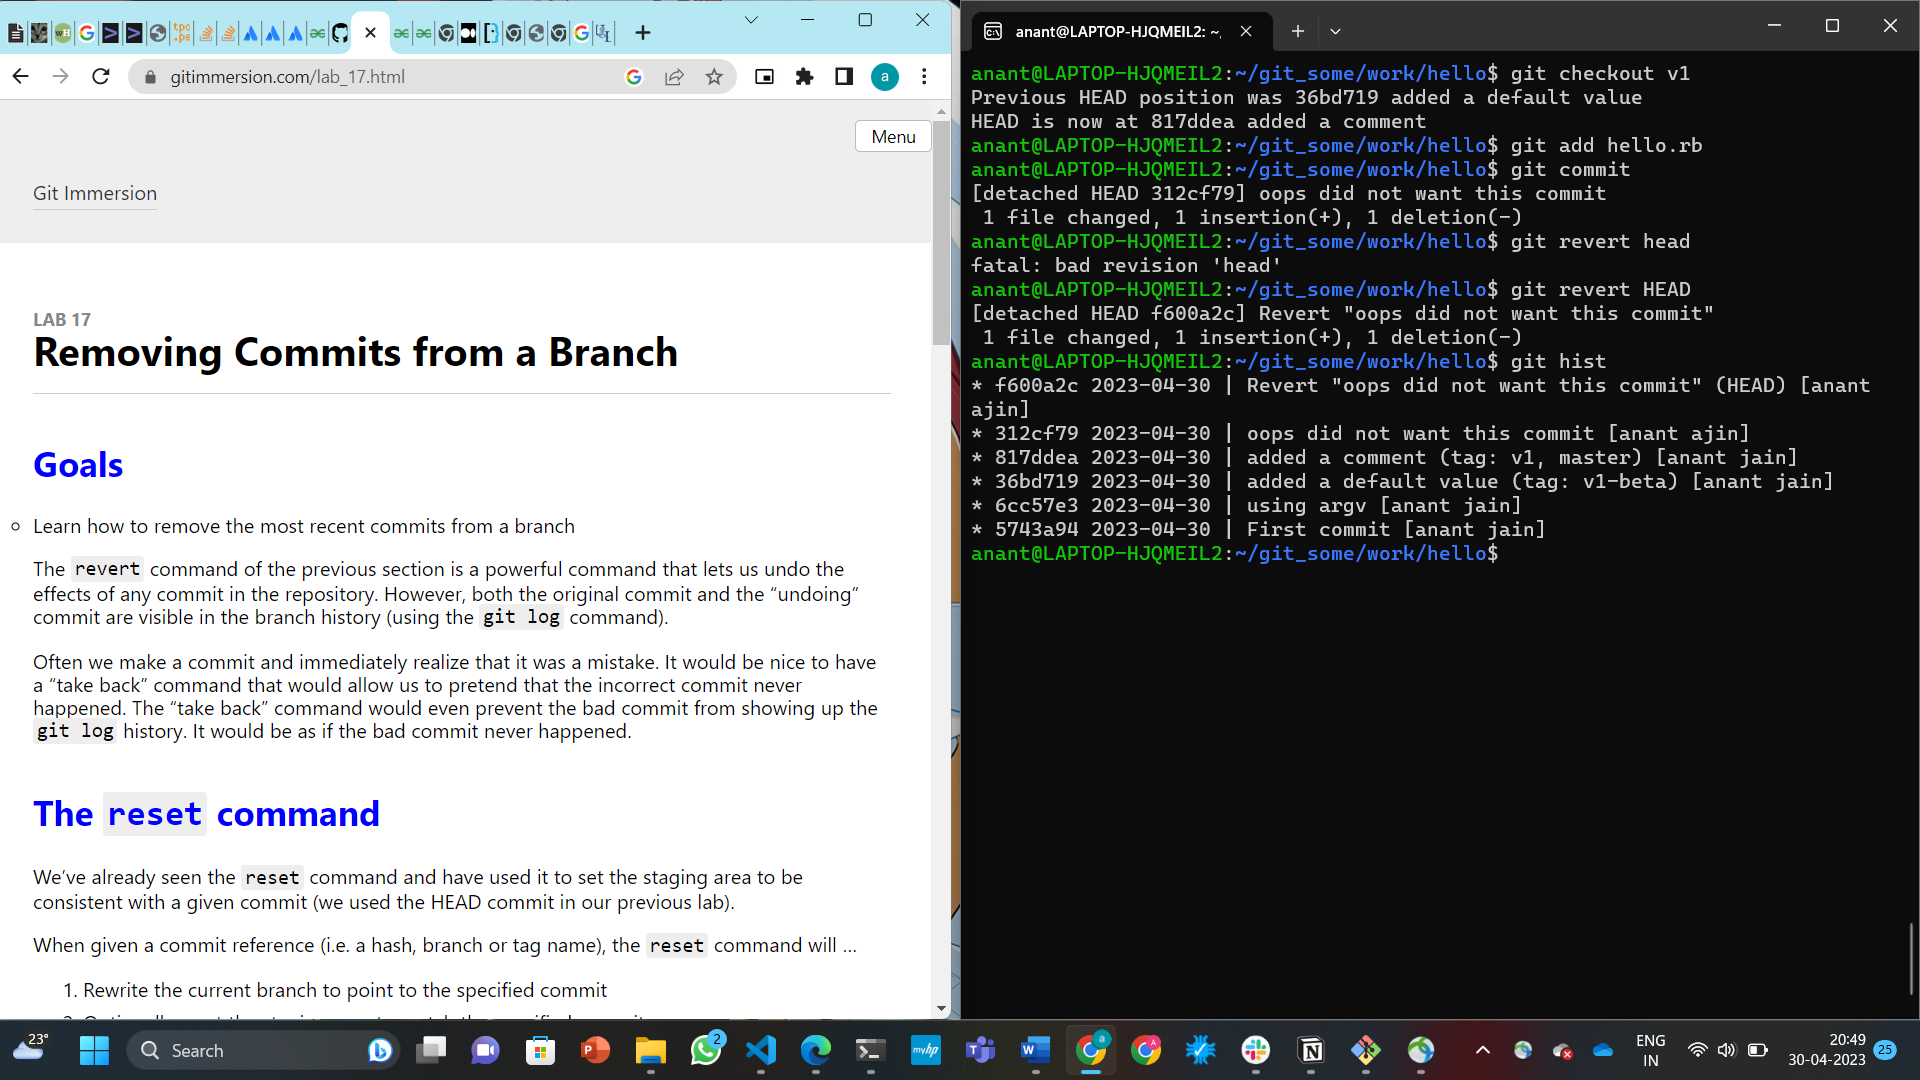 gitimmersion.com/lab_17.html
a
Menu
Git Immersion
LAB 17
Removing Commits from a Branch
Goals
Learn how to remove the most recent commits from a branch
The revert command of the previous section is a powerful command that lets us undo the
effects of any commit in the repository. However, both the original commit and the “undoing”
commit are visible in the branch history (using the git log command).
Often we make a commit and immediately realize that it was a mistake. It would be nice to have
a “take back” command that would allow us to pretend that the incorrect commit never
happened. The “take back” command would even prevent the bad commit from showing up the
git log history. It would be as if the bad commit never happened.
The reset command
We’ve already seen the reset command and have used it to set the staging area to be
consistent with a given commit (we used the HEAD commit in our previous lab).
When given a commit reference (i.e. a hash, branch or tag name), the reset command will …
1. Rewrite the current branch to point to the specified commit
anant@LAPTOP-HJQMEIL2: ~,
anant@LAPTOP-HJQMEIL2:~/git_some/work/hello$ git checkout v1
Previous HEAD position was 36bd719 added a default value
HEAD is now at 817ddea added a comment
anant@LAPTOP-HJQMEIL2:~/git_some/work/hello$ git add hello.rb
anant@LAPTOP-HJQMEIL2:~/git_some/work/hello$ git commit
[detached HEAD 312cf79] oops did not want this commit
1 file changed, 1 insertion(+), 1 deletion(-)
anant@LAPTOP-HJQMEIL2:~/git_some/work/hello$ git revert head
fatal: bad revision 'head'
anant@LAPTOP-HJQMEIL2:~/git_some/work/hello$ git revert HEAD
[detached HEAD f600a2c] Revert "oops did not want this commit"
1 file changed, 1 insertion(+), 1 deletion(-)
anant@LAPTOP-HJQMEIL2:~/git_some/work/hello$ git hist
* f600a2c 2023-04-30 | Revert "oops did not want this commit" (HEAD) [anant
ajin]
* 312cf79 2023-04-30 | oops did not want this commit [anant ajin]
* 817ddea 2023-04-30 | added a comment (tag: v1, master) [anant jain]
* 36bd719 2023-04-30 | added a default value (tag: v1-beta) [anant jain]
* 6cc57e3 2023-04-30 | using argv [anant jain]
* 5743a94 2023-04-30 | First commit [anant jain]
anant@LAPTOP-HJQMEIL2:~/git_some/work/hello$
23°
Search
2
myhp
a
ENG
IN
20:49
30-04-2023
25